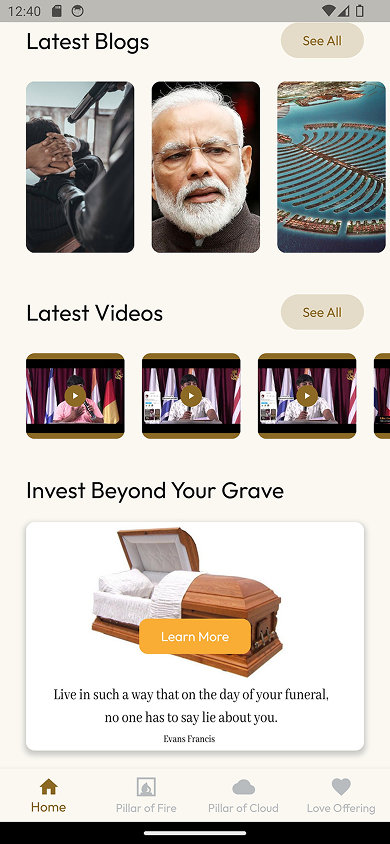 12:40
Latest Blogs
See All
Latest Videos
See All
Invest Beyond Your Grave
Learn More
Live in such a way that on the day of your funeral,
no one has to say lie about you.
Evans Francis
Home
Pillar of Fire
Pillar of Cloud
Love Offering